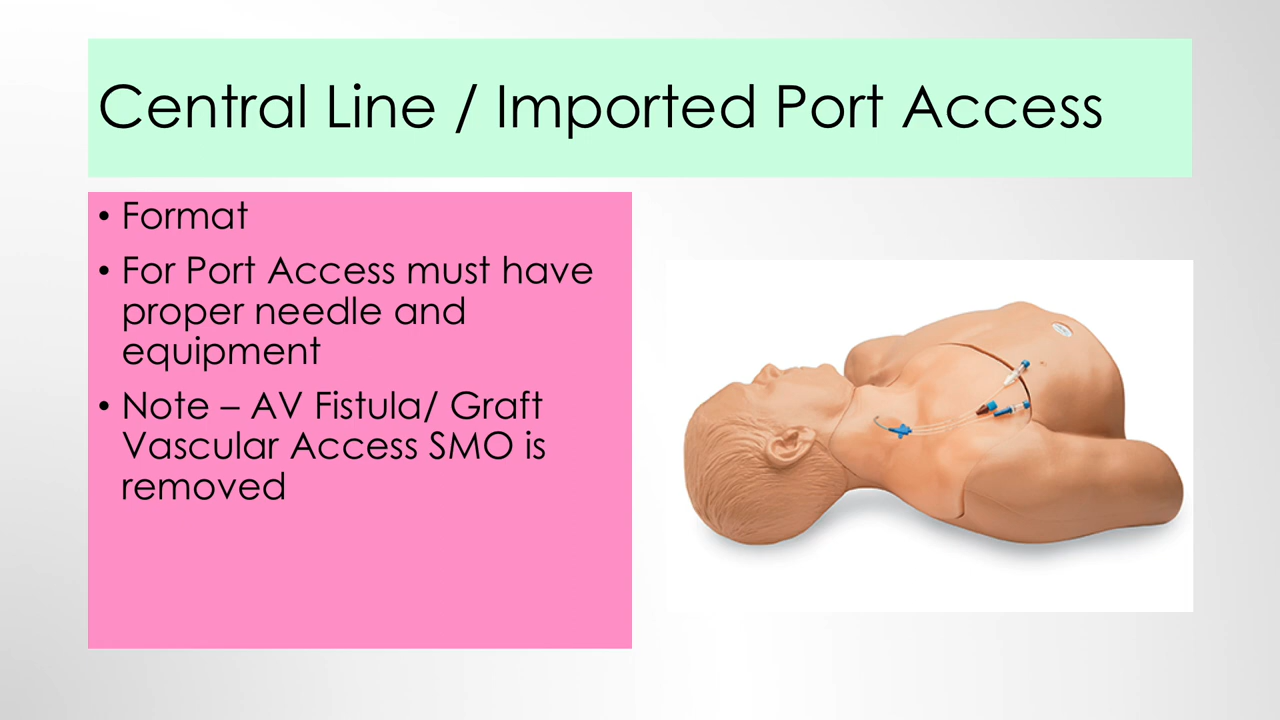 Central Line / Imported Port Access
• Format
• For Port Access must have
proper needle and
equipment
• Note – AV Fistula/ Graft
Vascular Access SMO is
removed